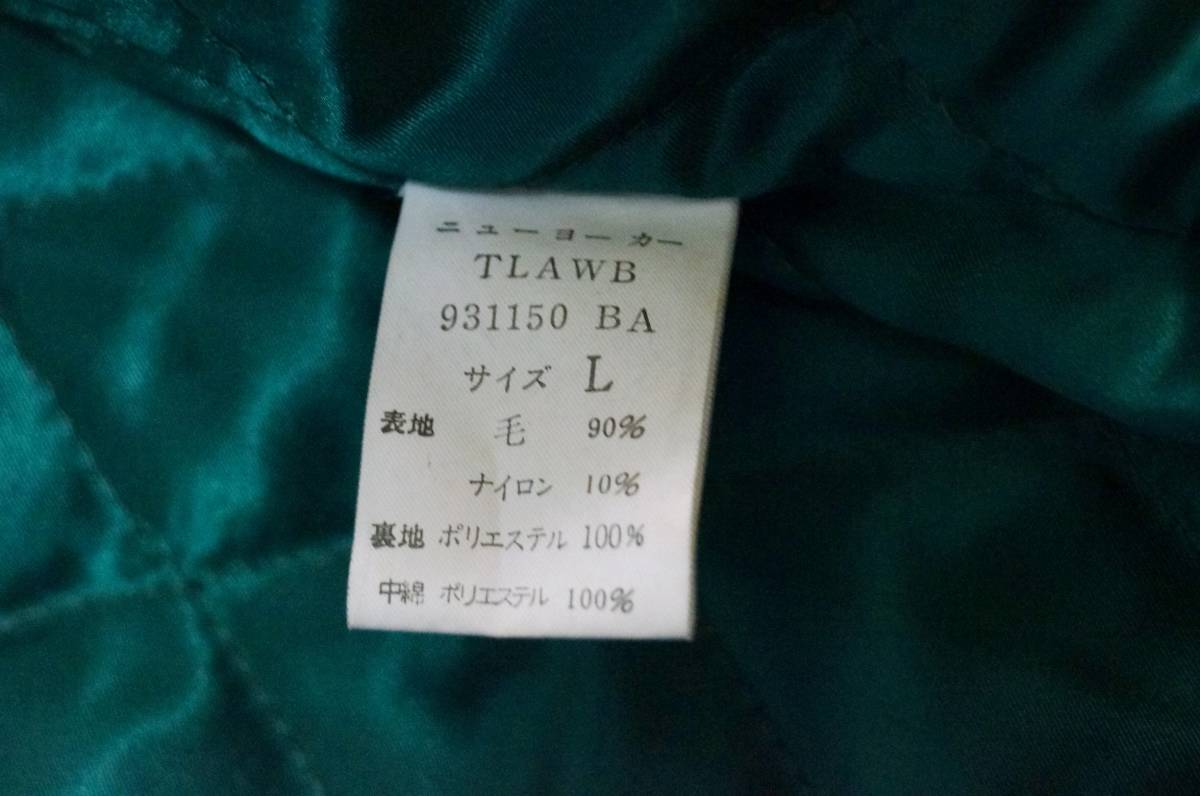 ニューヨーカー
TLAWB
931150 BA
サイズ L
表地 毛 90%
ナイロン 10%
裏地 ポリエステル 100%
中綿 ポリエステル 100%